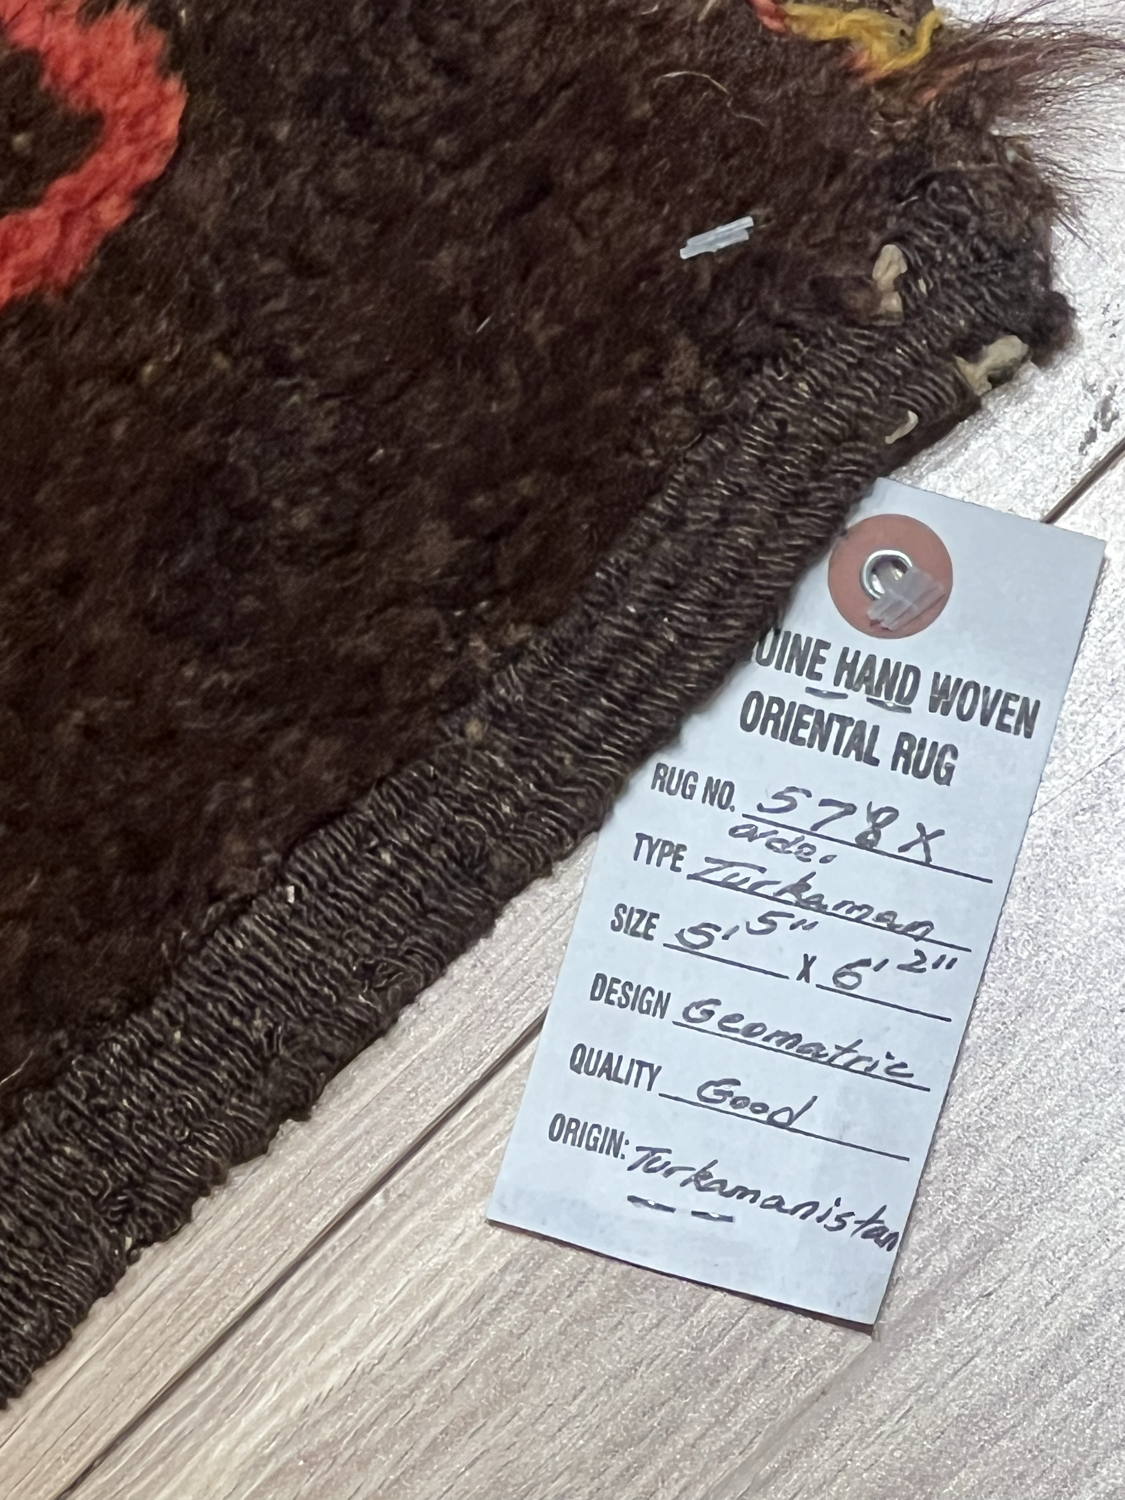 UINE HAND WOVEN
ORIENTAL RUG
RUG NO. 578X
TYPE Turkaman
SIZE 5' 5" X 6' 2"
DESIGN Geomatric
QUALITY Good
ORIGIN: Turkamanistan